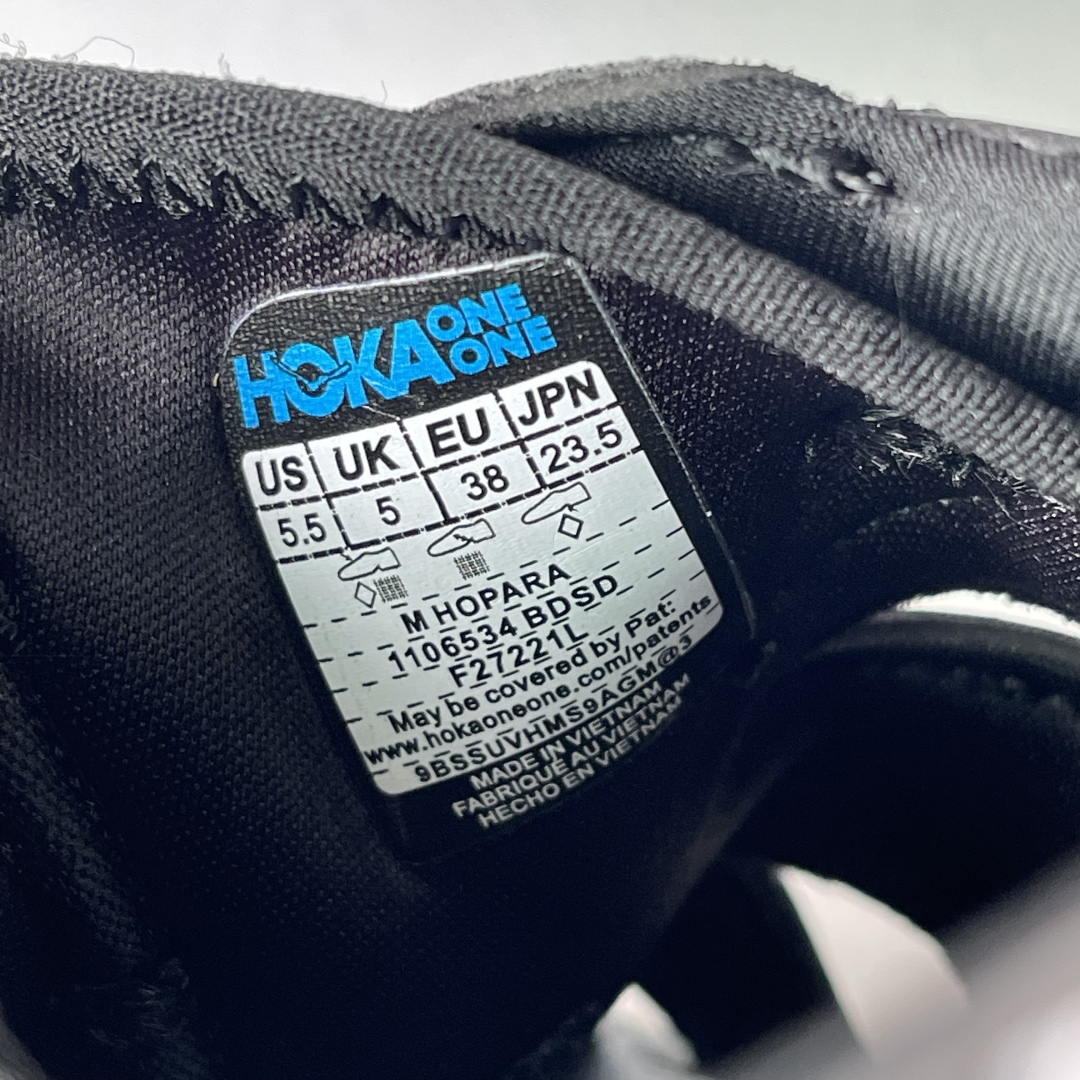 HOKA ONE ONE
US UK EU JPN
5.5 5 38 23.5
M HOPARA
1106534 BDSD
F27221L
May be covered by Pat:
www.hokaoneone.com/patents
9BSSUVHMS9AGM@3
MADE IN VIETNAM
FABRIQUÉ AU VIETNAM
HECHO EN VIETNAM